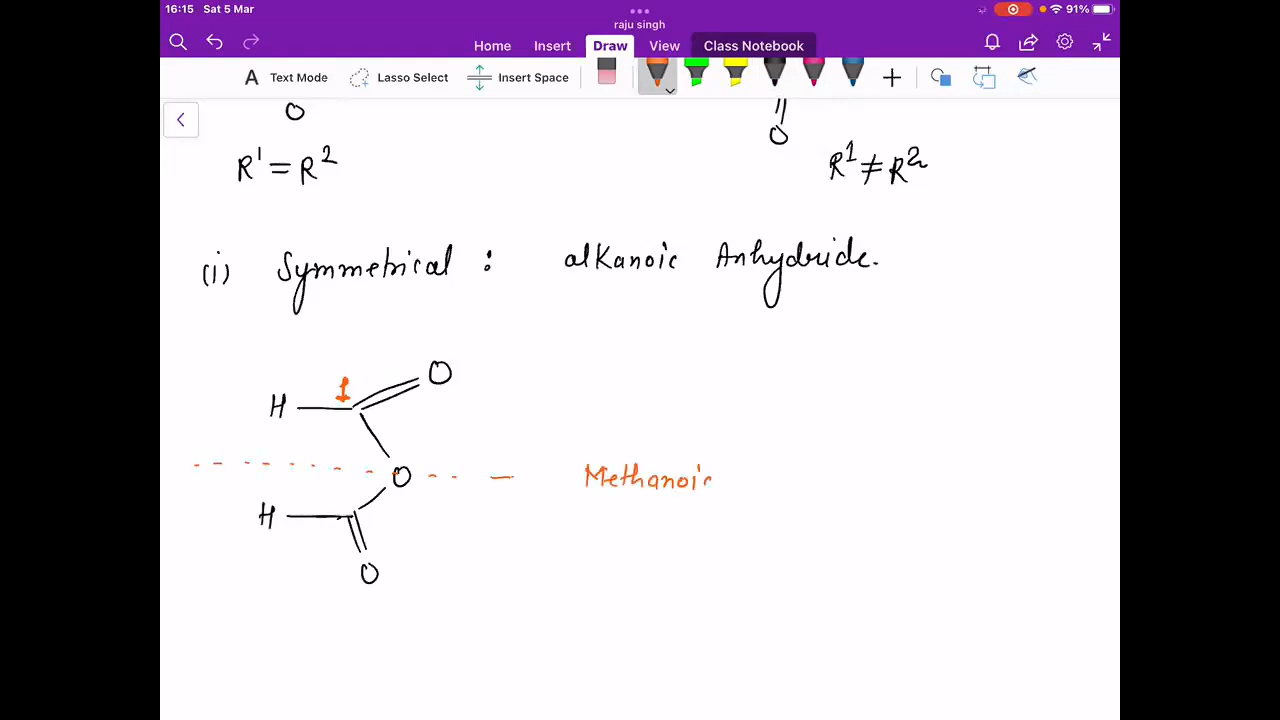 16:15 Sat 5 Mar
91%
raju singh
Home Insert Draw View Class Notebook
A Text Mode Lasso Select Insert Space
O
O
R¹ = R²
R¹ ≠ R²
(i) Symmetrical : alkanoic Anhydride.
O
1
H
O
Methanoic
H
O